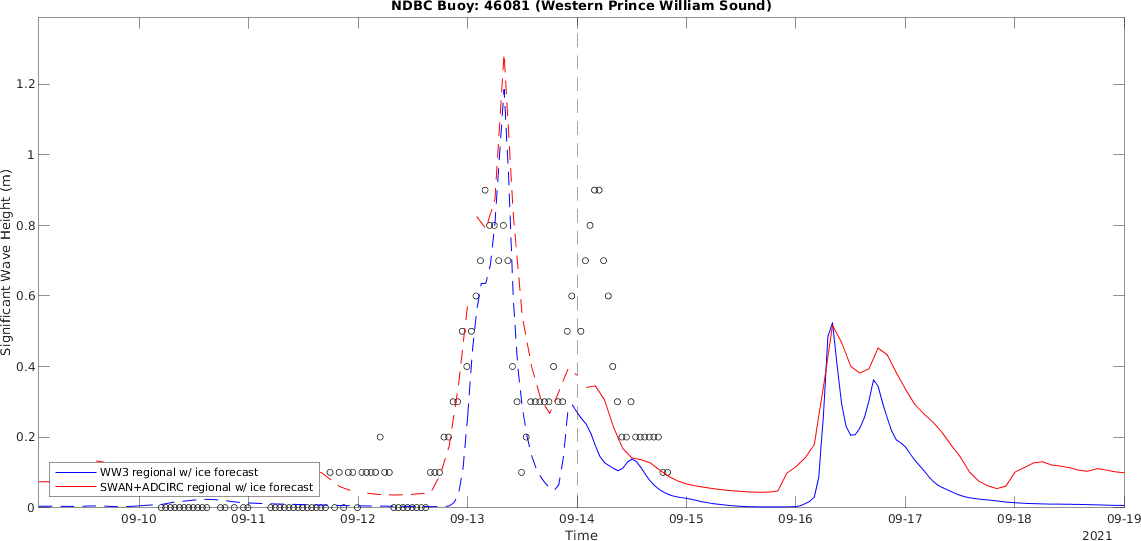 NDBC Buoy: 46081 (Western Prince William Sound)
Significant Wave Height (m)
1.2
1
0.8
0.6
0.4
0.2
0
WW3 regional w/ ice forecast
SWAN+ADCIRC regional w/ ice forecast
09-10 09-11 09-12 09-13 09-14 09-15 09-16 09-17 09-18 09-19
Time
2021